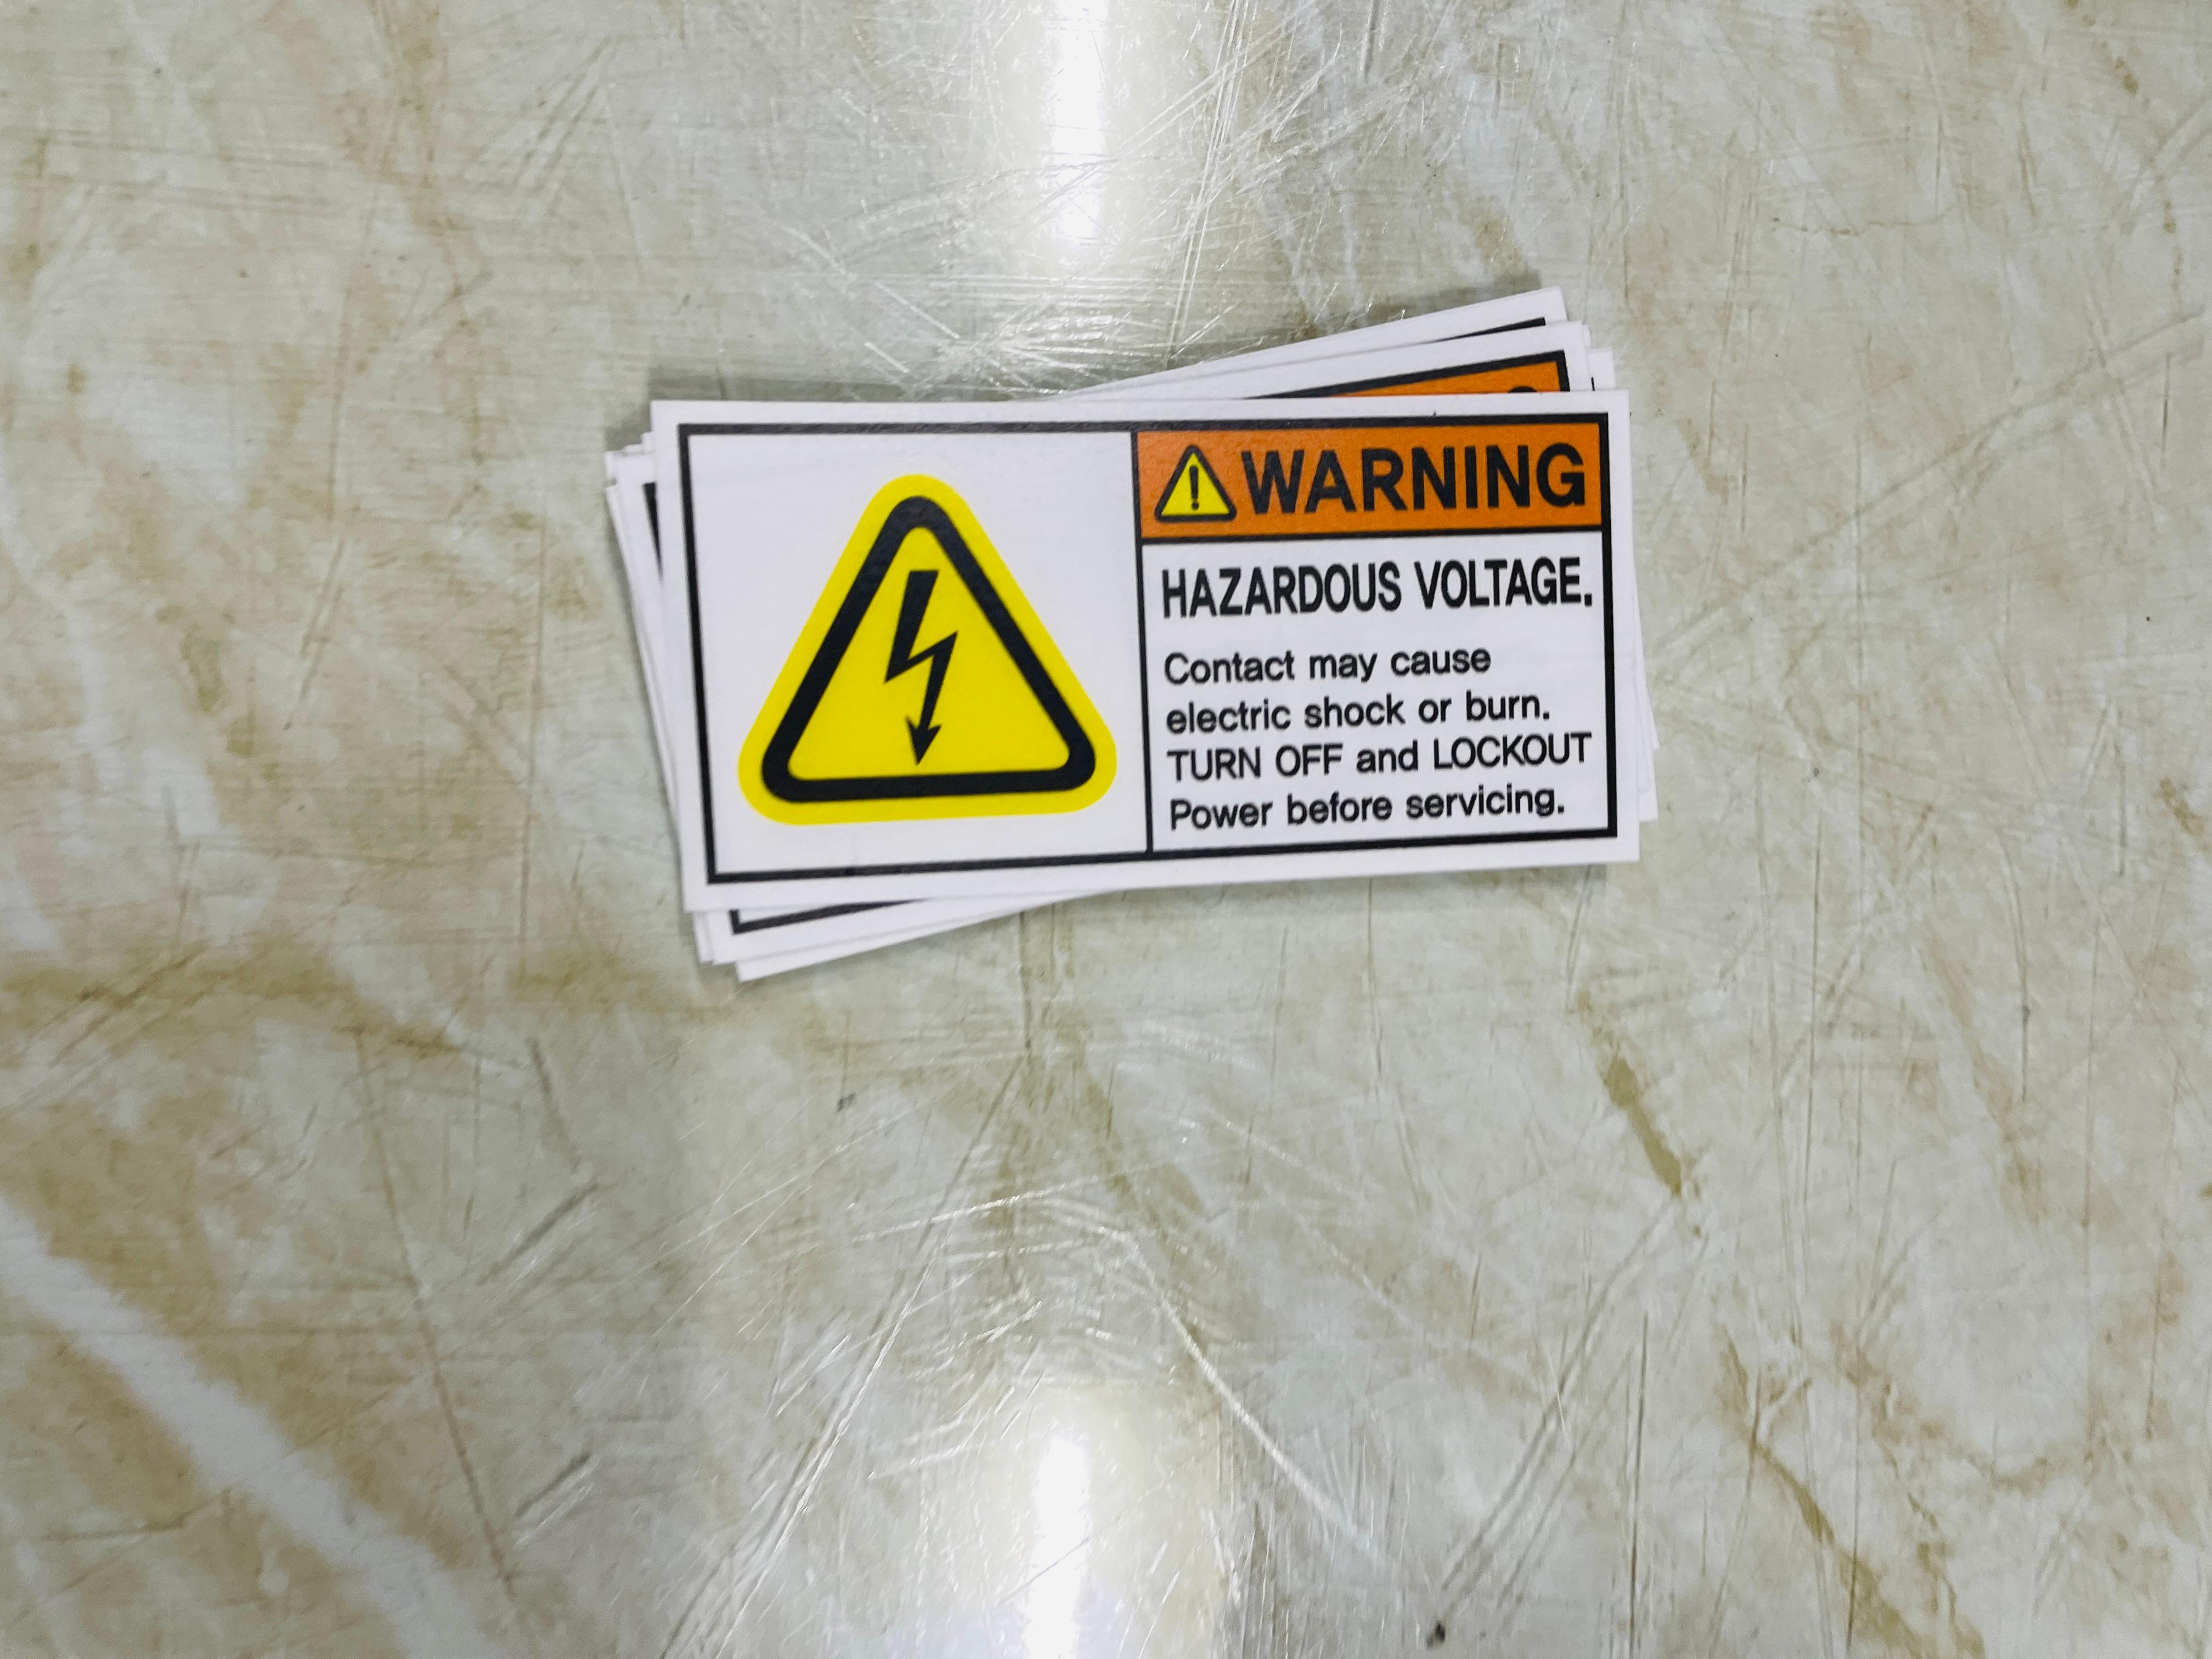 WARNING
HAZARDOUS VOLTAGE.
Contact may cause
electric shock or burn.
TURN OFF and LOCKOUT
Power before servicing.